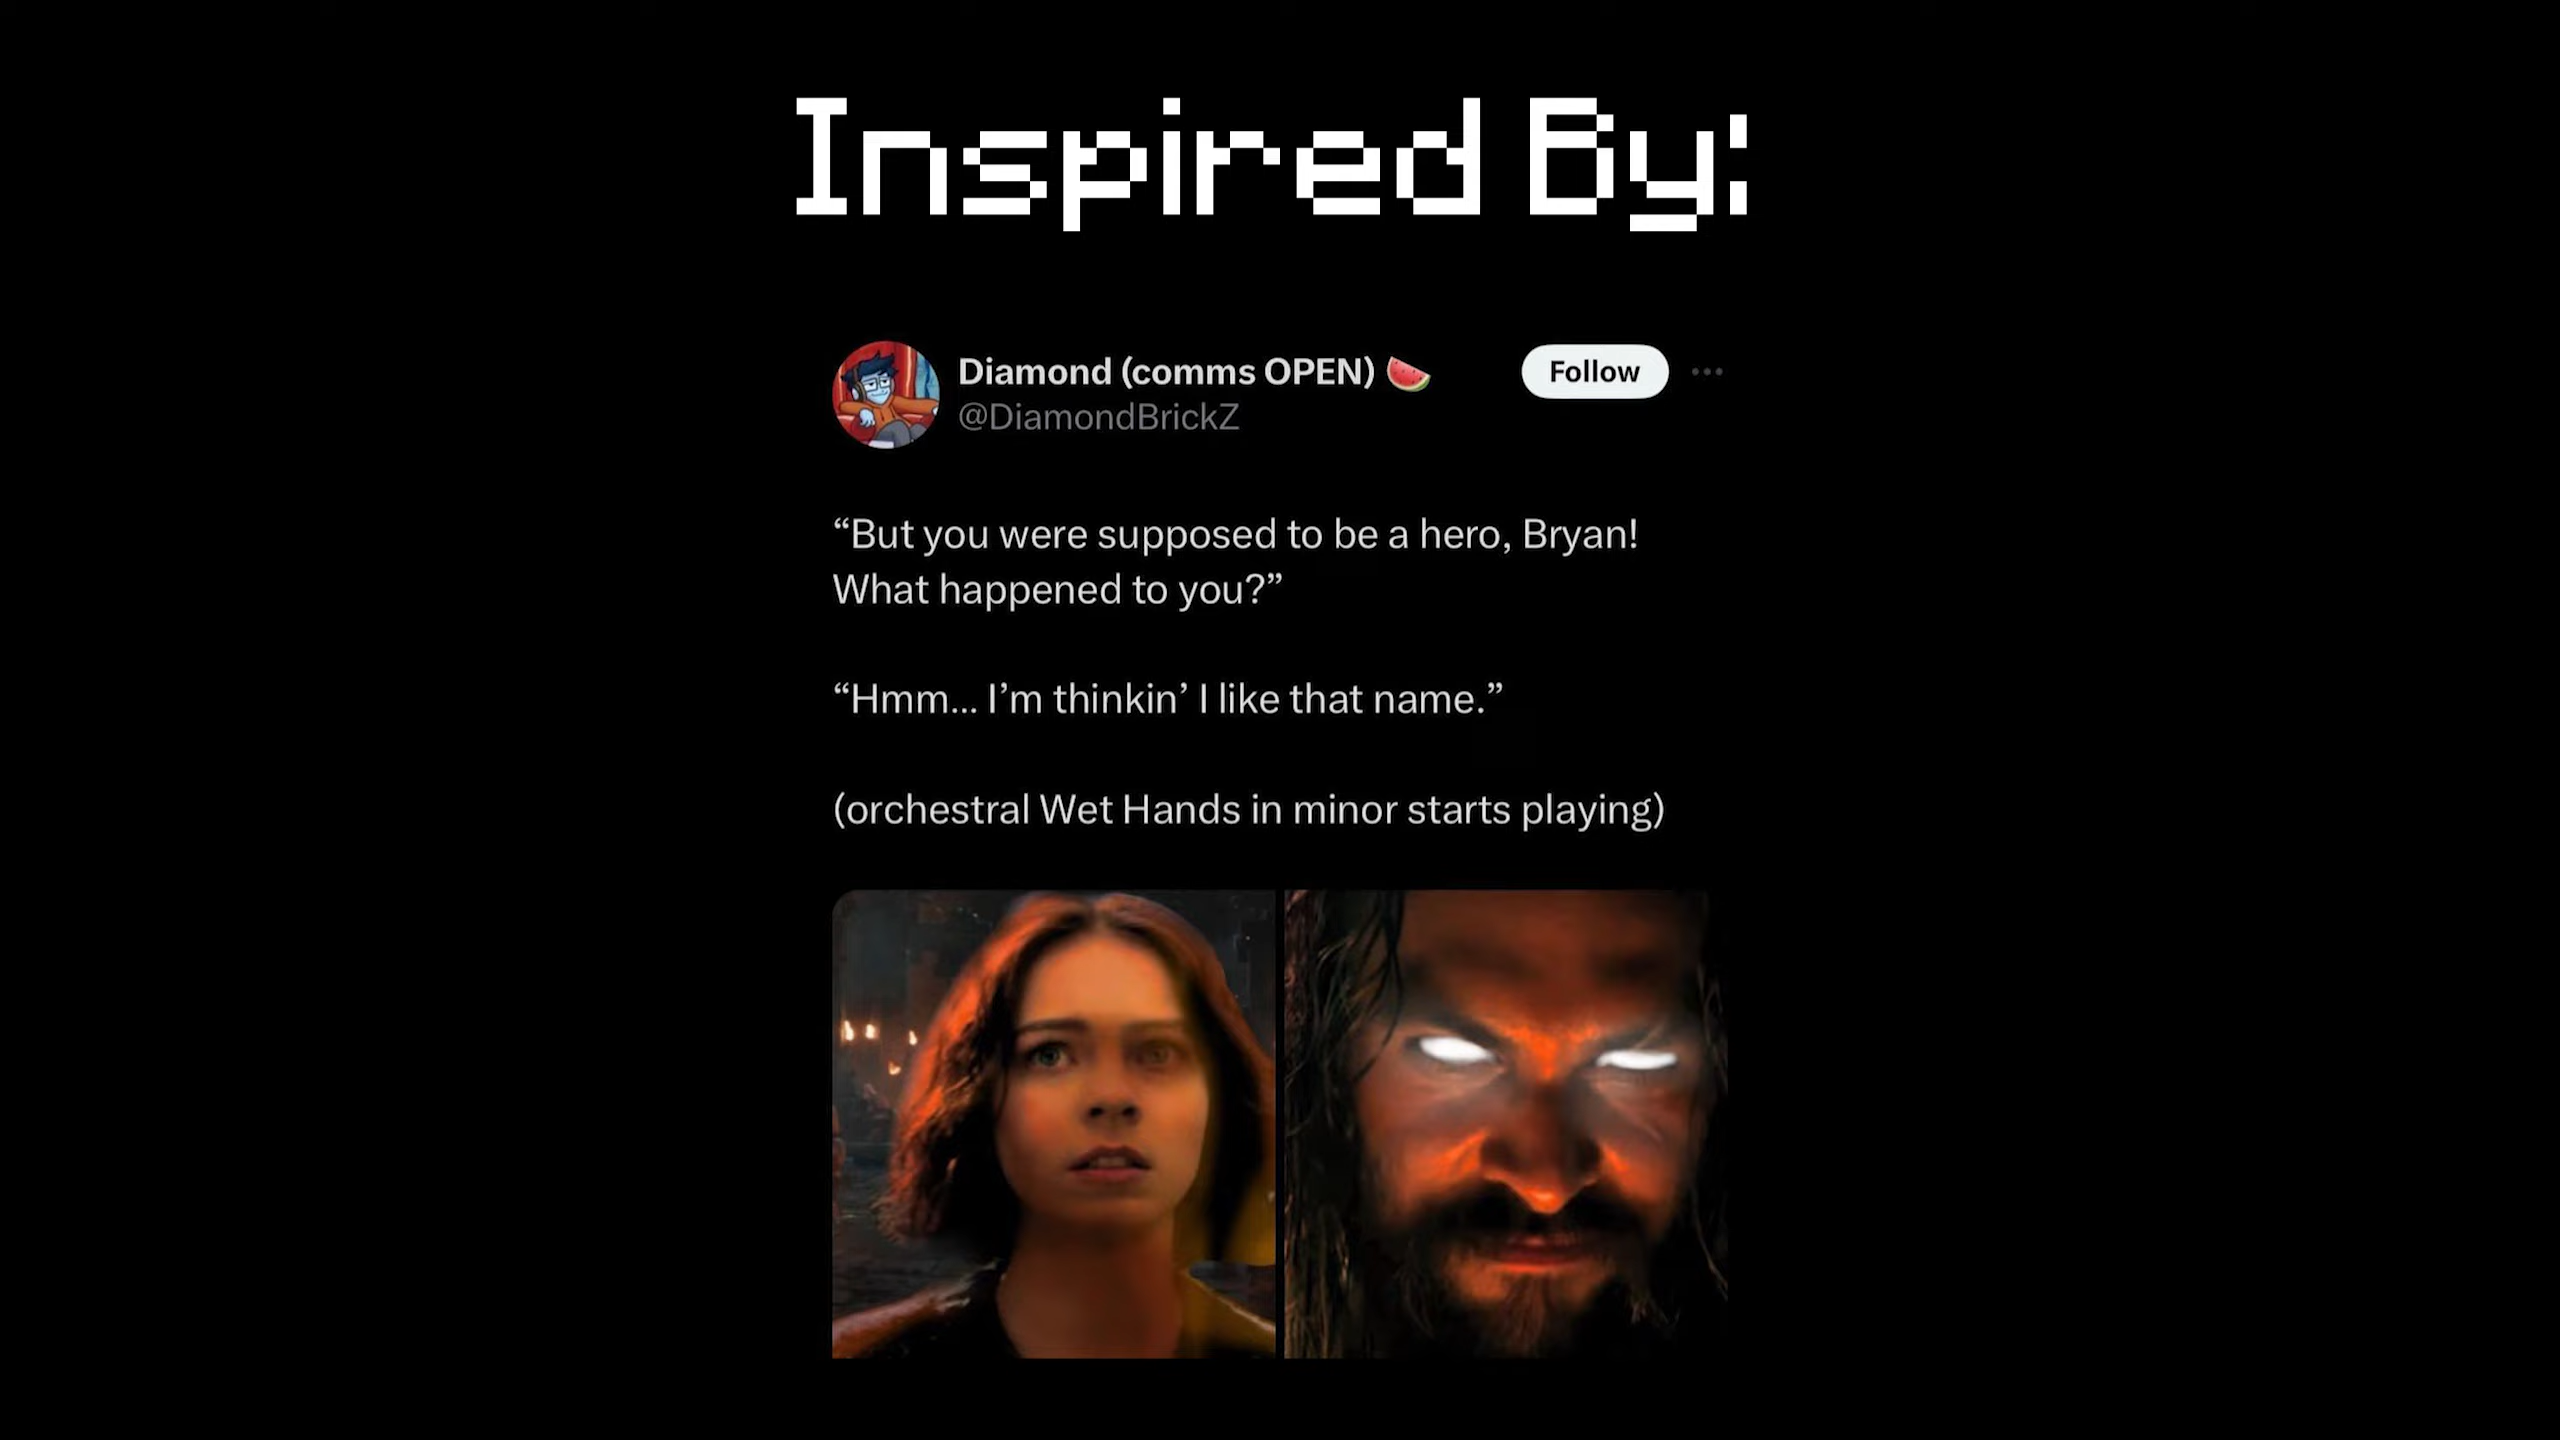 Inspired By:
Diamond (comms OPEN) 🍉
Follow
@DiamondBrickZ
“But you were supposed to be a hero, Bryan!
What happened to you?”
“Hmm... I’m thinkin’ I like that name.”
(orchestral Wet Hands in minor starts playing)